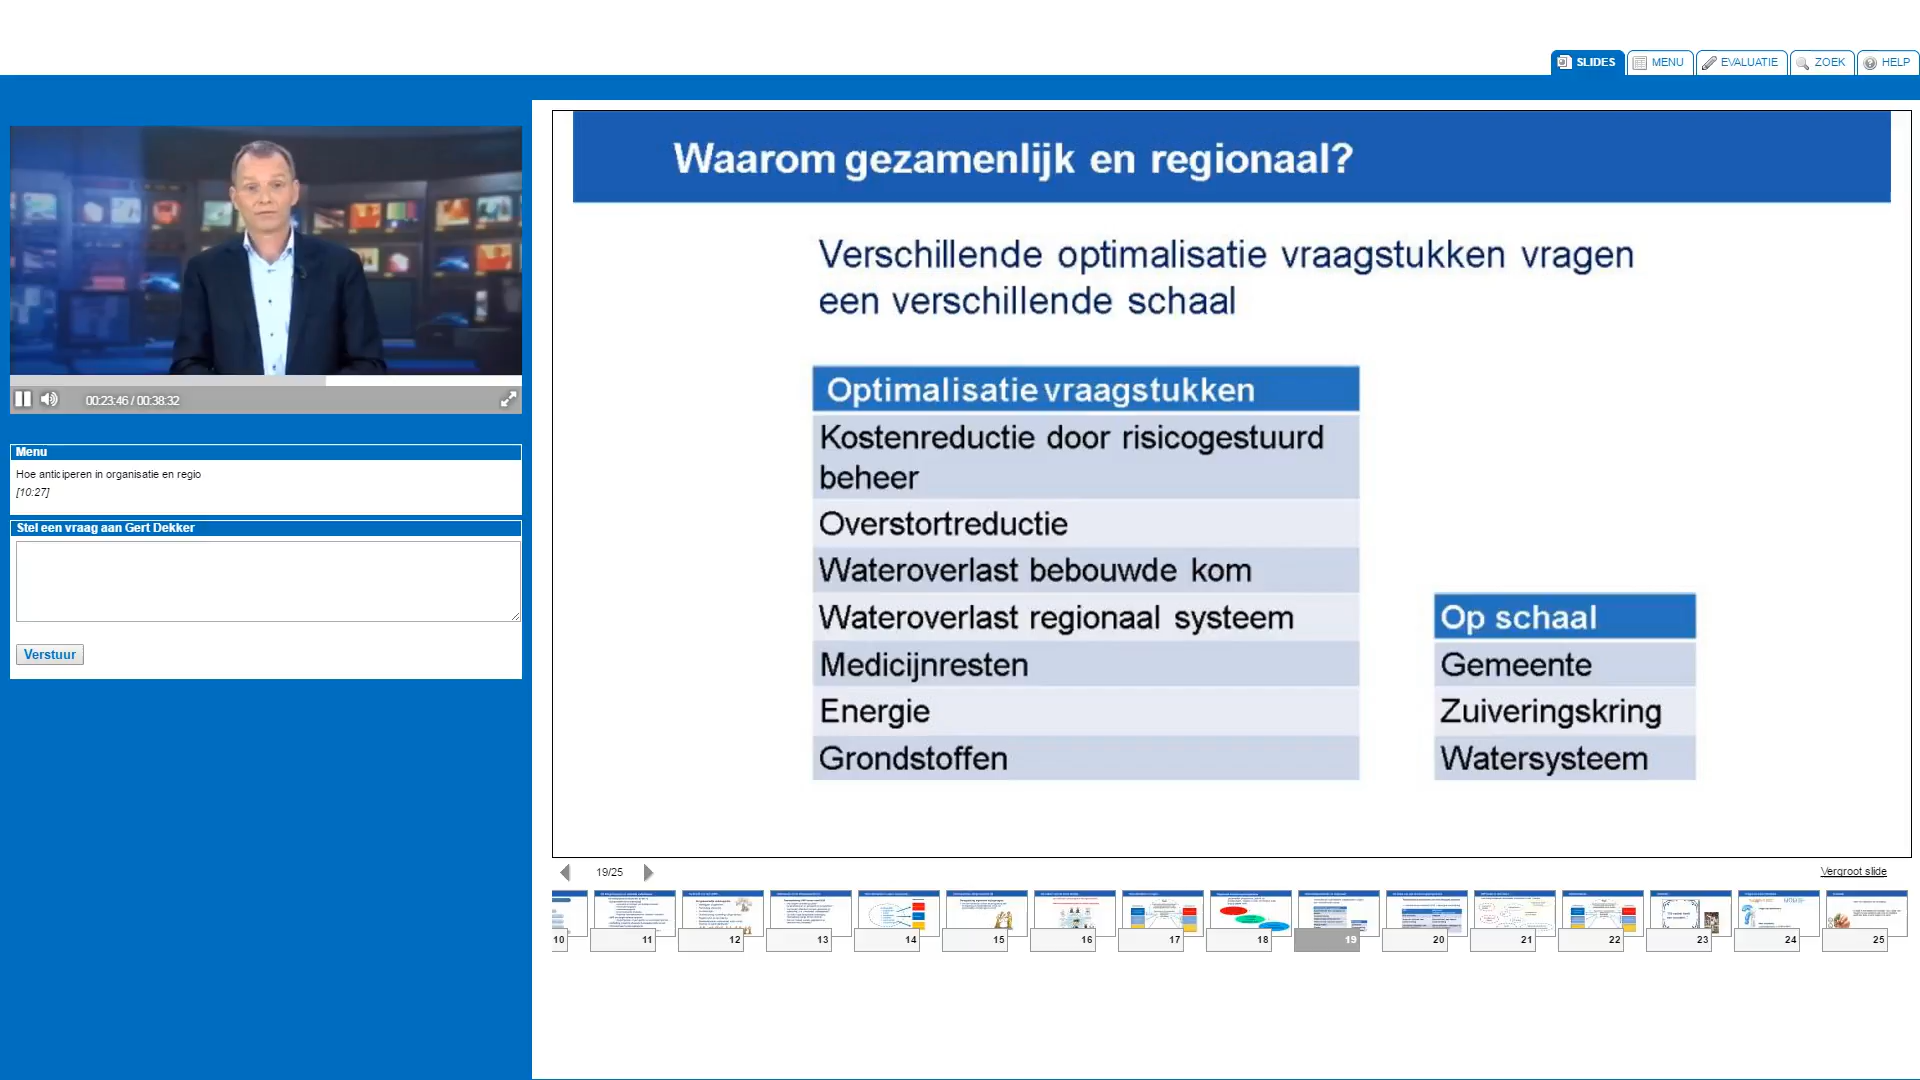 SLIDES
MENU
EVALUATIE
ZOEK
HELP
Waarom gezamenlijk en regionaal?
Verschillende optimalisatie vraagstukken vragen
een verschillende schaal
Optimalisatie vraagstukken
Kostenreductie door risicogestuurd
beheer
Overstortreductie
Wateroverlast bebouwde kom
Wateroverlast regionaal systeem
Medicijnresten
Energie
Grondstoffen
Op schaal
Gemeente
Zuiveringskring
Watersysteem
00:23:46 / 00:38:32
Menu
Hoe anticiperen in organisatie en regio
[10:27]
Stel een vraag aan Gert Dekker
Verstuur
19/25
Vergroot slide
10
11
12
13
14
15
16
17
18
19
20
21
22
23
24
25